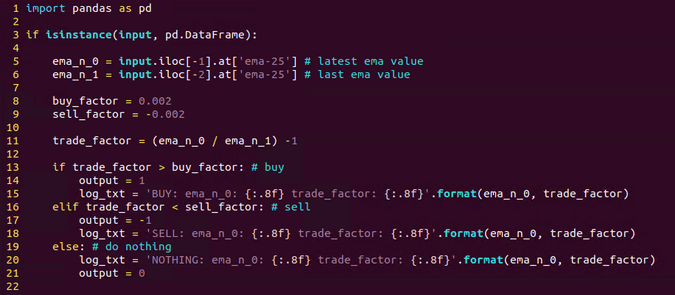 1 import pandas as pd
2
3 if isinstance(input, pd.DataFrame):
4
5     ema_n_0 = input.iloc[-1].at['ema-25'] # latest ema value
6     ema_n_1 = input.iloc[-2].at['ema-25'] # last ema value
7
8     buy_factor = 0.002
9     sell_factor = -0.002
10
11     trade_factor = (ema_n_0 / ema_n_1) -1
12
13     if trade_factor > buy_factor: # buy
14         output = 1
15         log_txt = 'BUY: ema_n_0: {:.8f} trade_factor: {:.8f}'.format(ema_n_0, trade_factor)
16     elif trade_factor < sell_factor: # sell
17         output = -1
18         log_txt = 'SELL: ema_n_0: {:.8f} trade_factor: {:.8f}'.format(ema_n_0, trade_factor)
19     else: # do nothing
20         log_txt = 'NOTHING: ema_n_0: {:.8f} trade_factor: {:.8f}'.format(ema_n_0, trade_factor)
21         output = 0
22